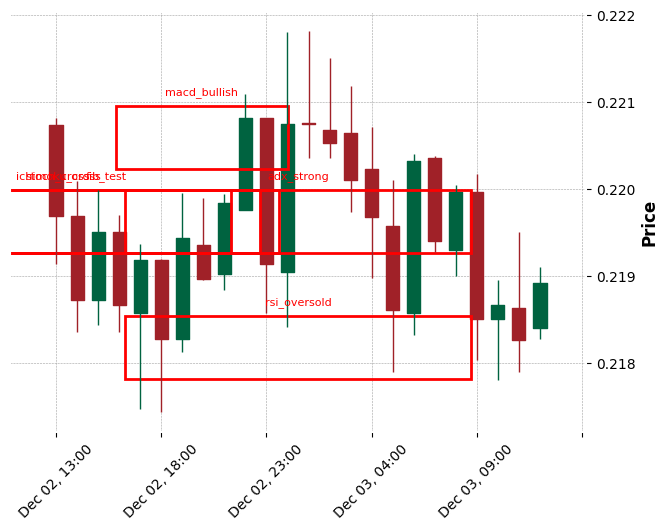 0.222
0.221
macd_bullish
0.220
0.219
rsi_oversold
0.218
Price
Dec 02, 13:00
Dec 02, 18:00
Dec 02, 23:00
Dec 03, 04:00
Dec 03, 09:00